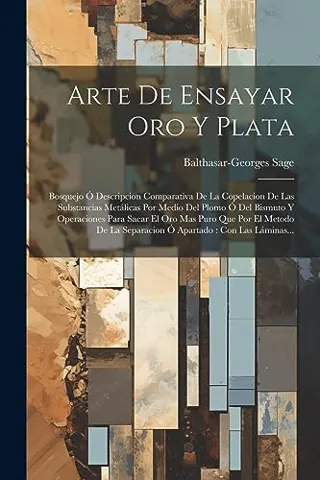 Arte De Ensayar
Oro Y Plata
Balthasar-Georges Sage
Bosquejo Ó Descripcion Comparativa De La Copelacion De Las
Substancias Metálicas Por Medio Del Plomo Ó Del Bismuto Y
Operaciones Para Sacar El Oro Mas Puro Que Por El Metodo
De La Separacion Ó Apartado : Con Las Láminas...